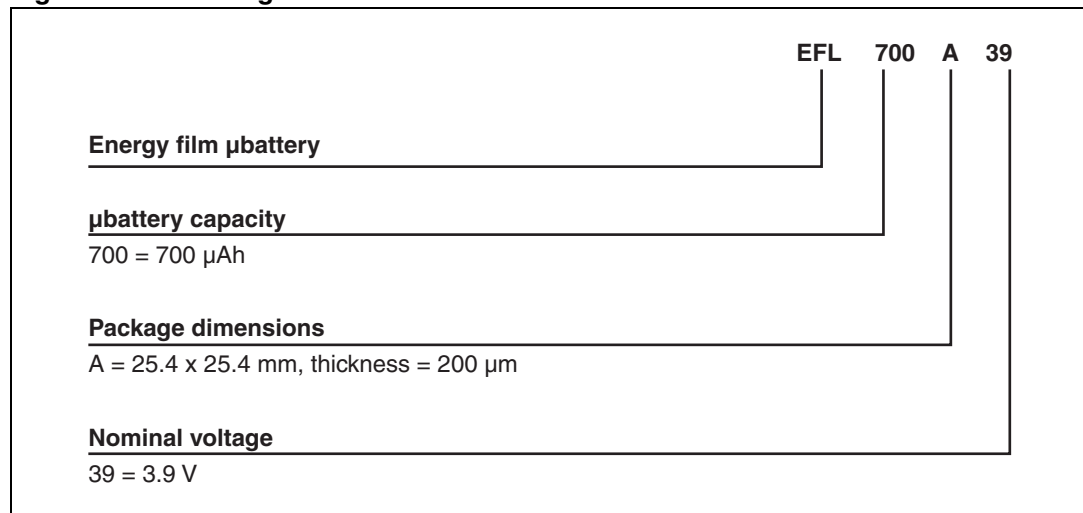 EFL 700 A 39
Energy film µbattery
µbattery capacity
700 = 700 µAh
Package dimensions
A = 25.4 x 25.4 mm, thickness = 200 µm
Nominal voltage
39 = 3.9 V